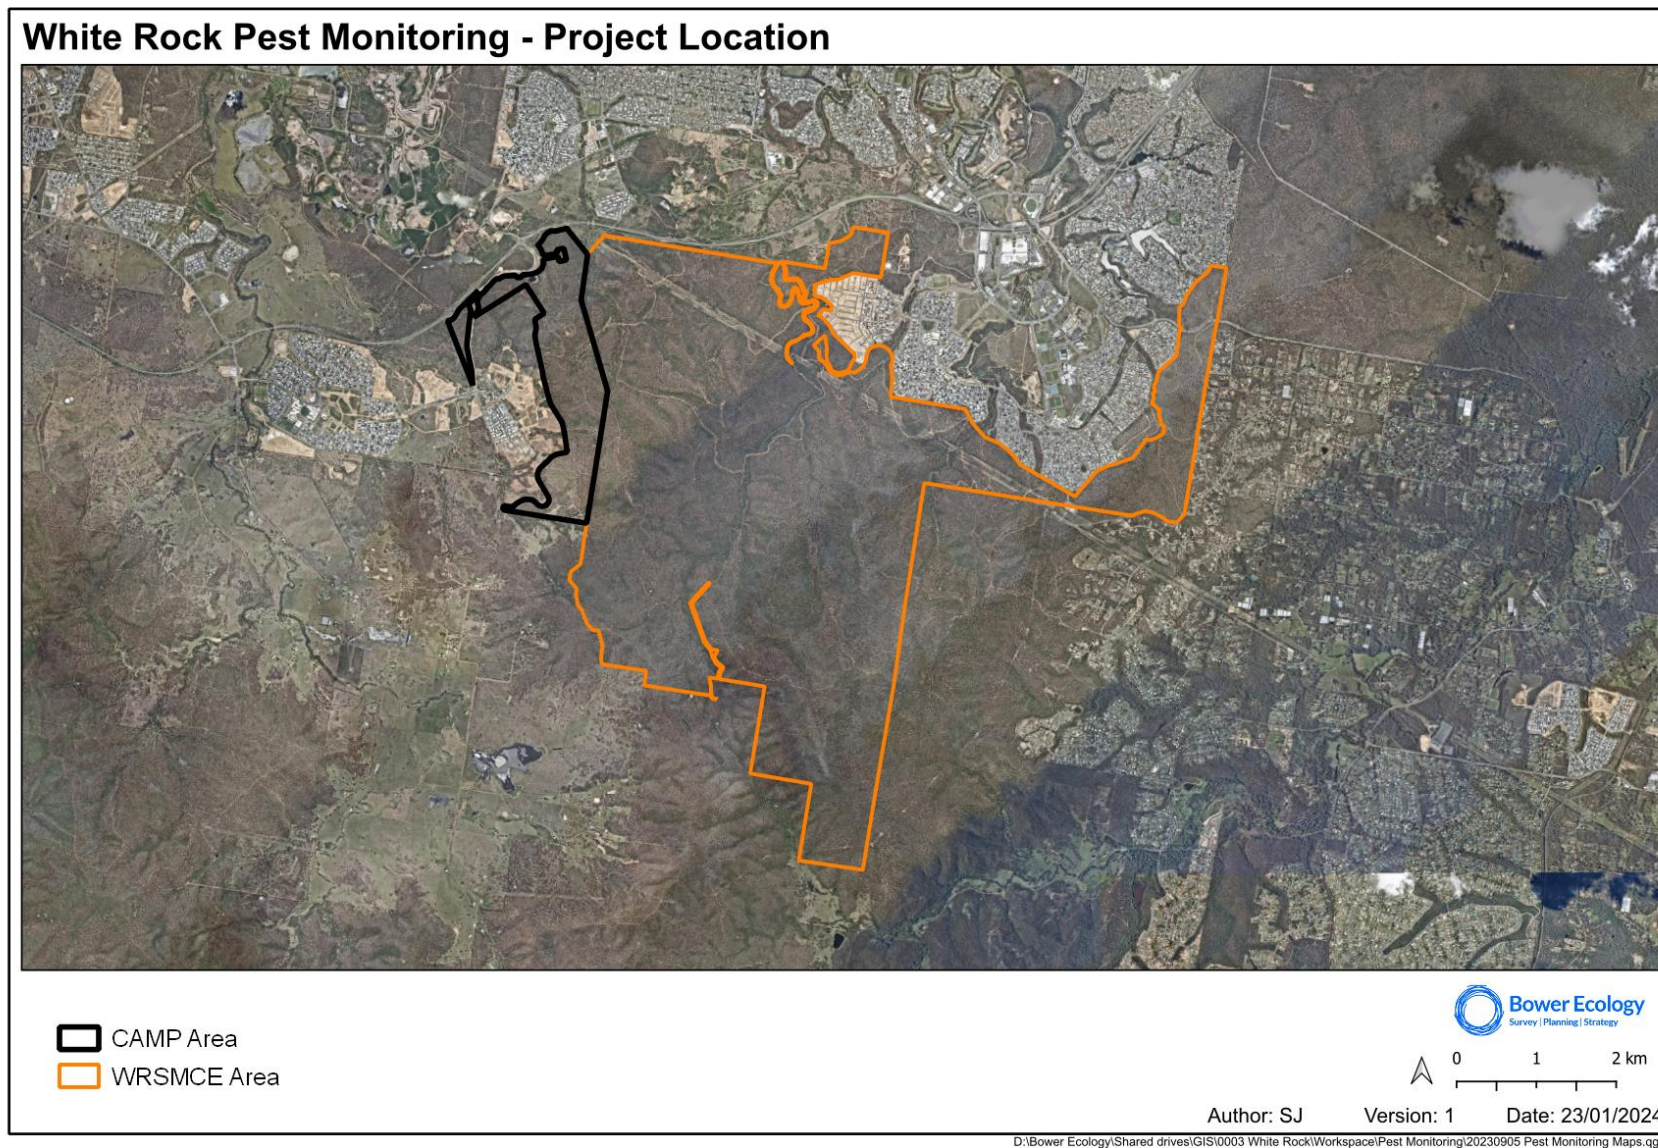 White Rock Pest Monitoring - Project Location
CAMP Area
WRSMCE Area
Bower Ecology
Survey | Planning | Strategy
0 1 2 km
Author: SJ Version: 1 Date: 23/01/2024
D:\Bower Ecology\Shared drives\GIS\0003 White Rock\Workspace\Pest Monitoring\20230905 Pest Monitoring Maps.qg